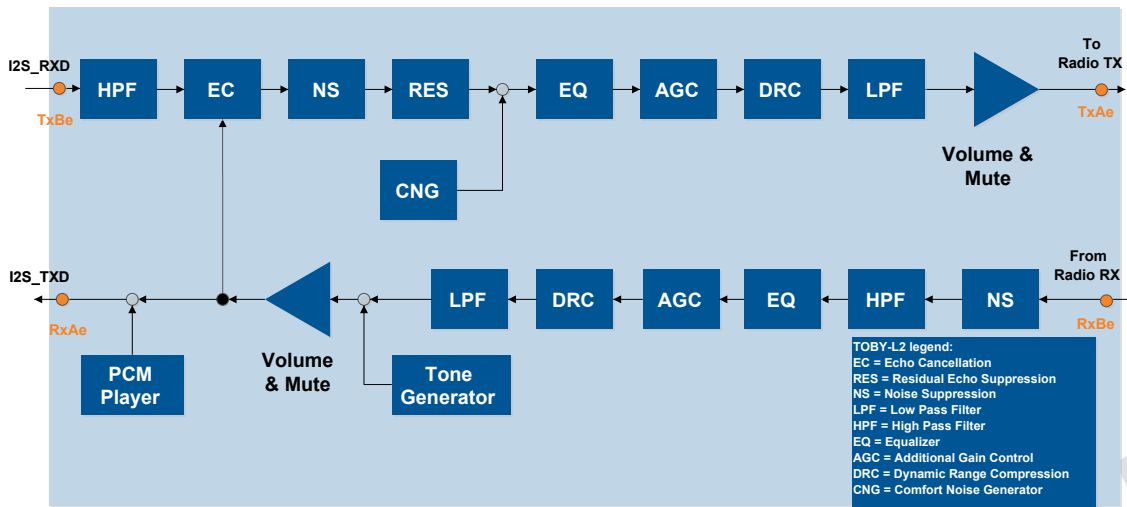 I2S_RXD
TxBe
HPF
EC
NS
RES
EQ
AGC
DRC
LPF
To
Radio TX
TxAe
Volume &
Mute
CNG
I2S_TXD
RxAe
PCM
Player
Volume
& Mute
Tone
Generator
LPF
DRC
AGC
EQ
HPF
NS
From
Radio RX
RxBe
TOBY-L2 legend:
EC = Echo Cancellation
RES = Residual Echo Suppression
NS = Noise Suppression
LPF = Low Pass Filter
HPF = High Pass Filter
EQ = Equalizer
AGC = Additional Gain Control
DRC = Dynamic Range Compression
CNG = Comfort Noise Generator